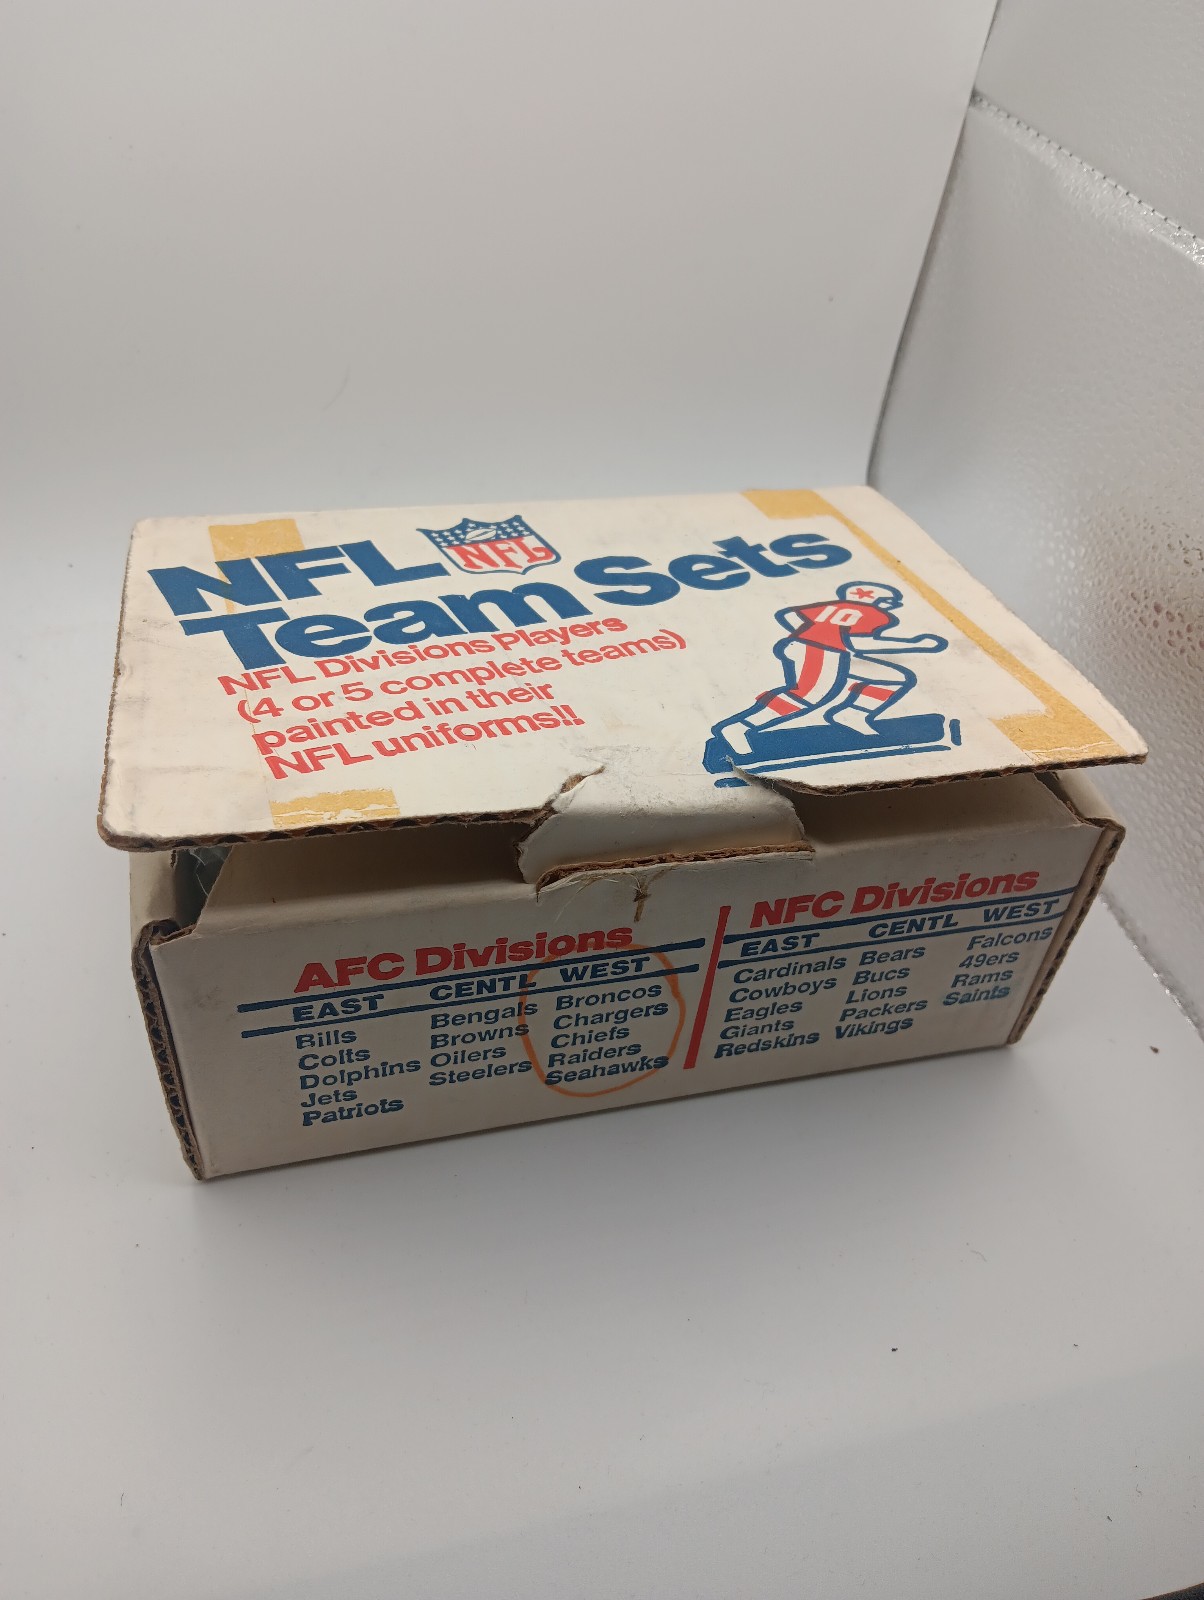 NFL NFL
Team Sets
NFL Divisions Players
(4 or 5 complete teams)
painted in their
NFL uniforms!!
10
AFC Divisions
EAST CENTL WEST
Bills Bengals Broncos
Colts Browns Chargers
Dolphins Oilers Chiefs
Jets Steelers Raiders
Patriots Seahawks
NFC Divisions
EAST CENTL WEST
Cardinals Bears Falcons
Cowboys Bucs 49ers
Eagles Lions Rams
Giants Packers Saints
Redskins Vikings